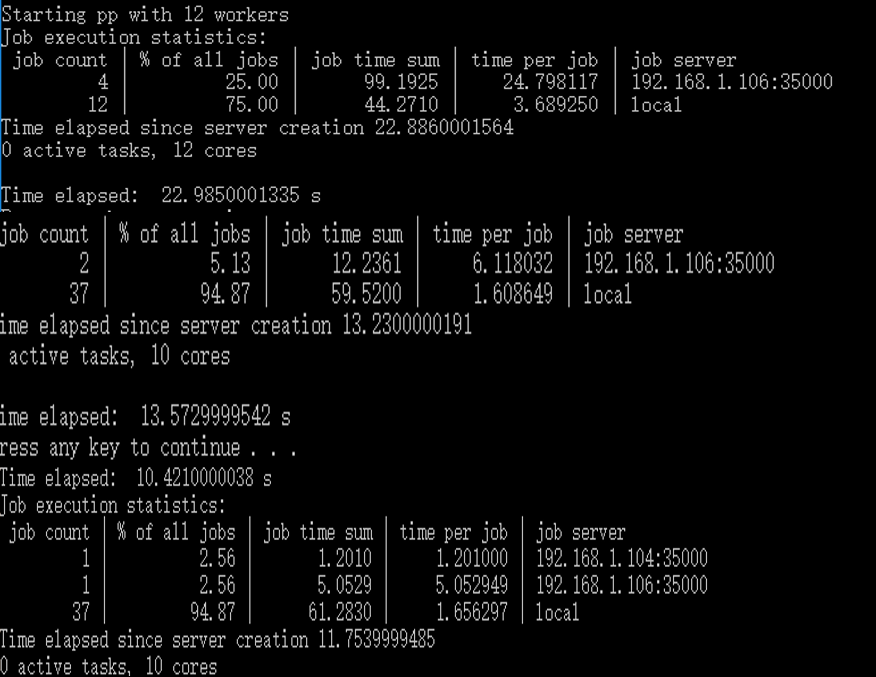 Starting pp with 12 workers
Job execution statistics:
job count | % of all jobs | job time sum | time per job | job server
4 | 25.00 | 99.1925 | 24.798117 | 192.168.1.106:35000
12 | 75.00 | 44.2710 | 3.689250 | local
Time elapsed since server creation 22.8860001564
0 active tasks, 12 cores
Time elapsed: 22.9850001335 s
job count | % of all jobs | job time sum | time per job | job server
2 | 5.13 | 12.2361 | 6.118032 | 192.168.1.106:35000
37 | 94.87 | 59.5200 | 1.608649 | local
ime elapsed since server creation 13.2300000191
active tasks, 10 cores
ime elapsed: 13.5729999542 s
ress any key to continue . . .
Time elapsed: 10.4210000038 s
Job execution statistics:
job count | % of all jobs | job time sum | time per job | job server
1 | 2.56 | 1.2010 | 1.201000 | 192.168.1.104:35000
1 | 2.56 | 5.0529 | 5.052949 | 192.168.1.106:35000
37 | 94.87 | 61.2830 | 1.656297 | local
Time elapsed since server creation 11.7539999485
0 active tasks, 10 cores